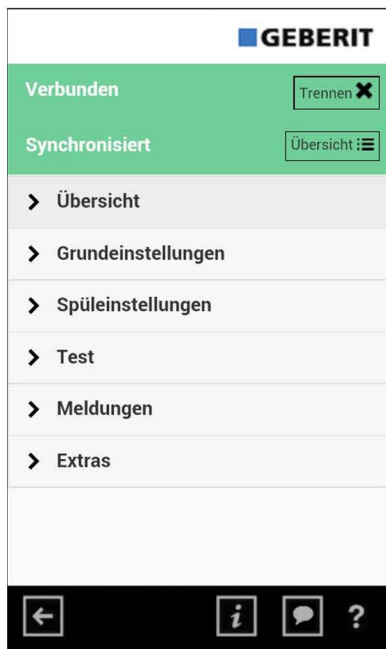 GEBERIT
Verbunden
Trennen
Synchronisiert
Übersicht
Übersicht
Grundeinstellungen
Spüleinstellungen
Test
Meldungen
Extras
i
?